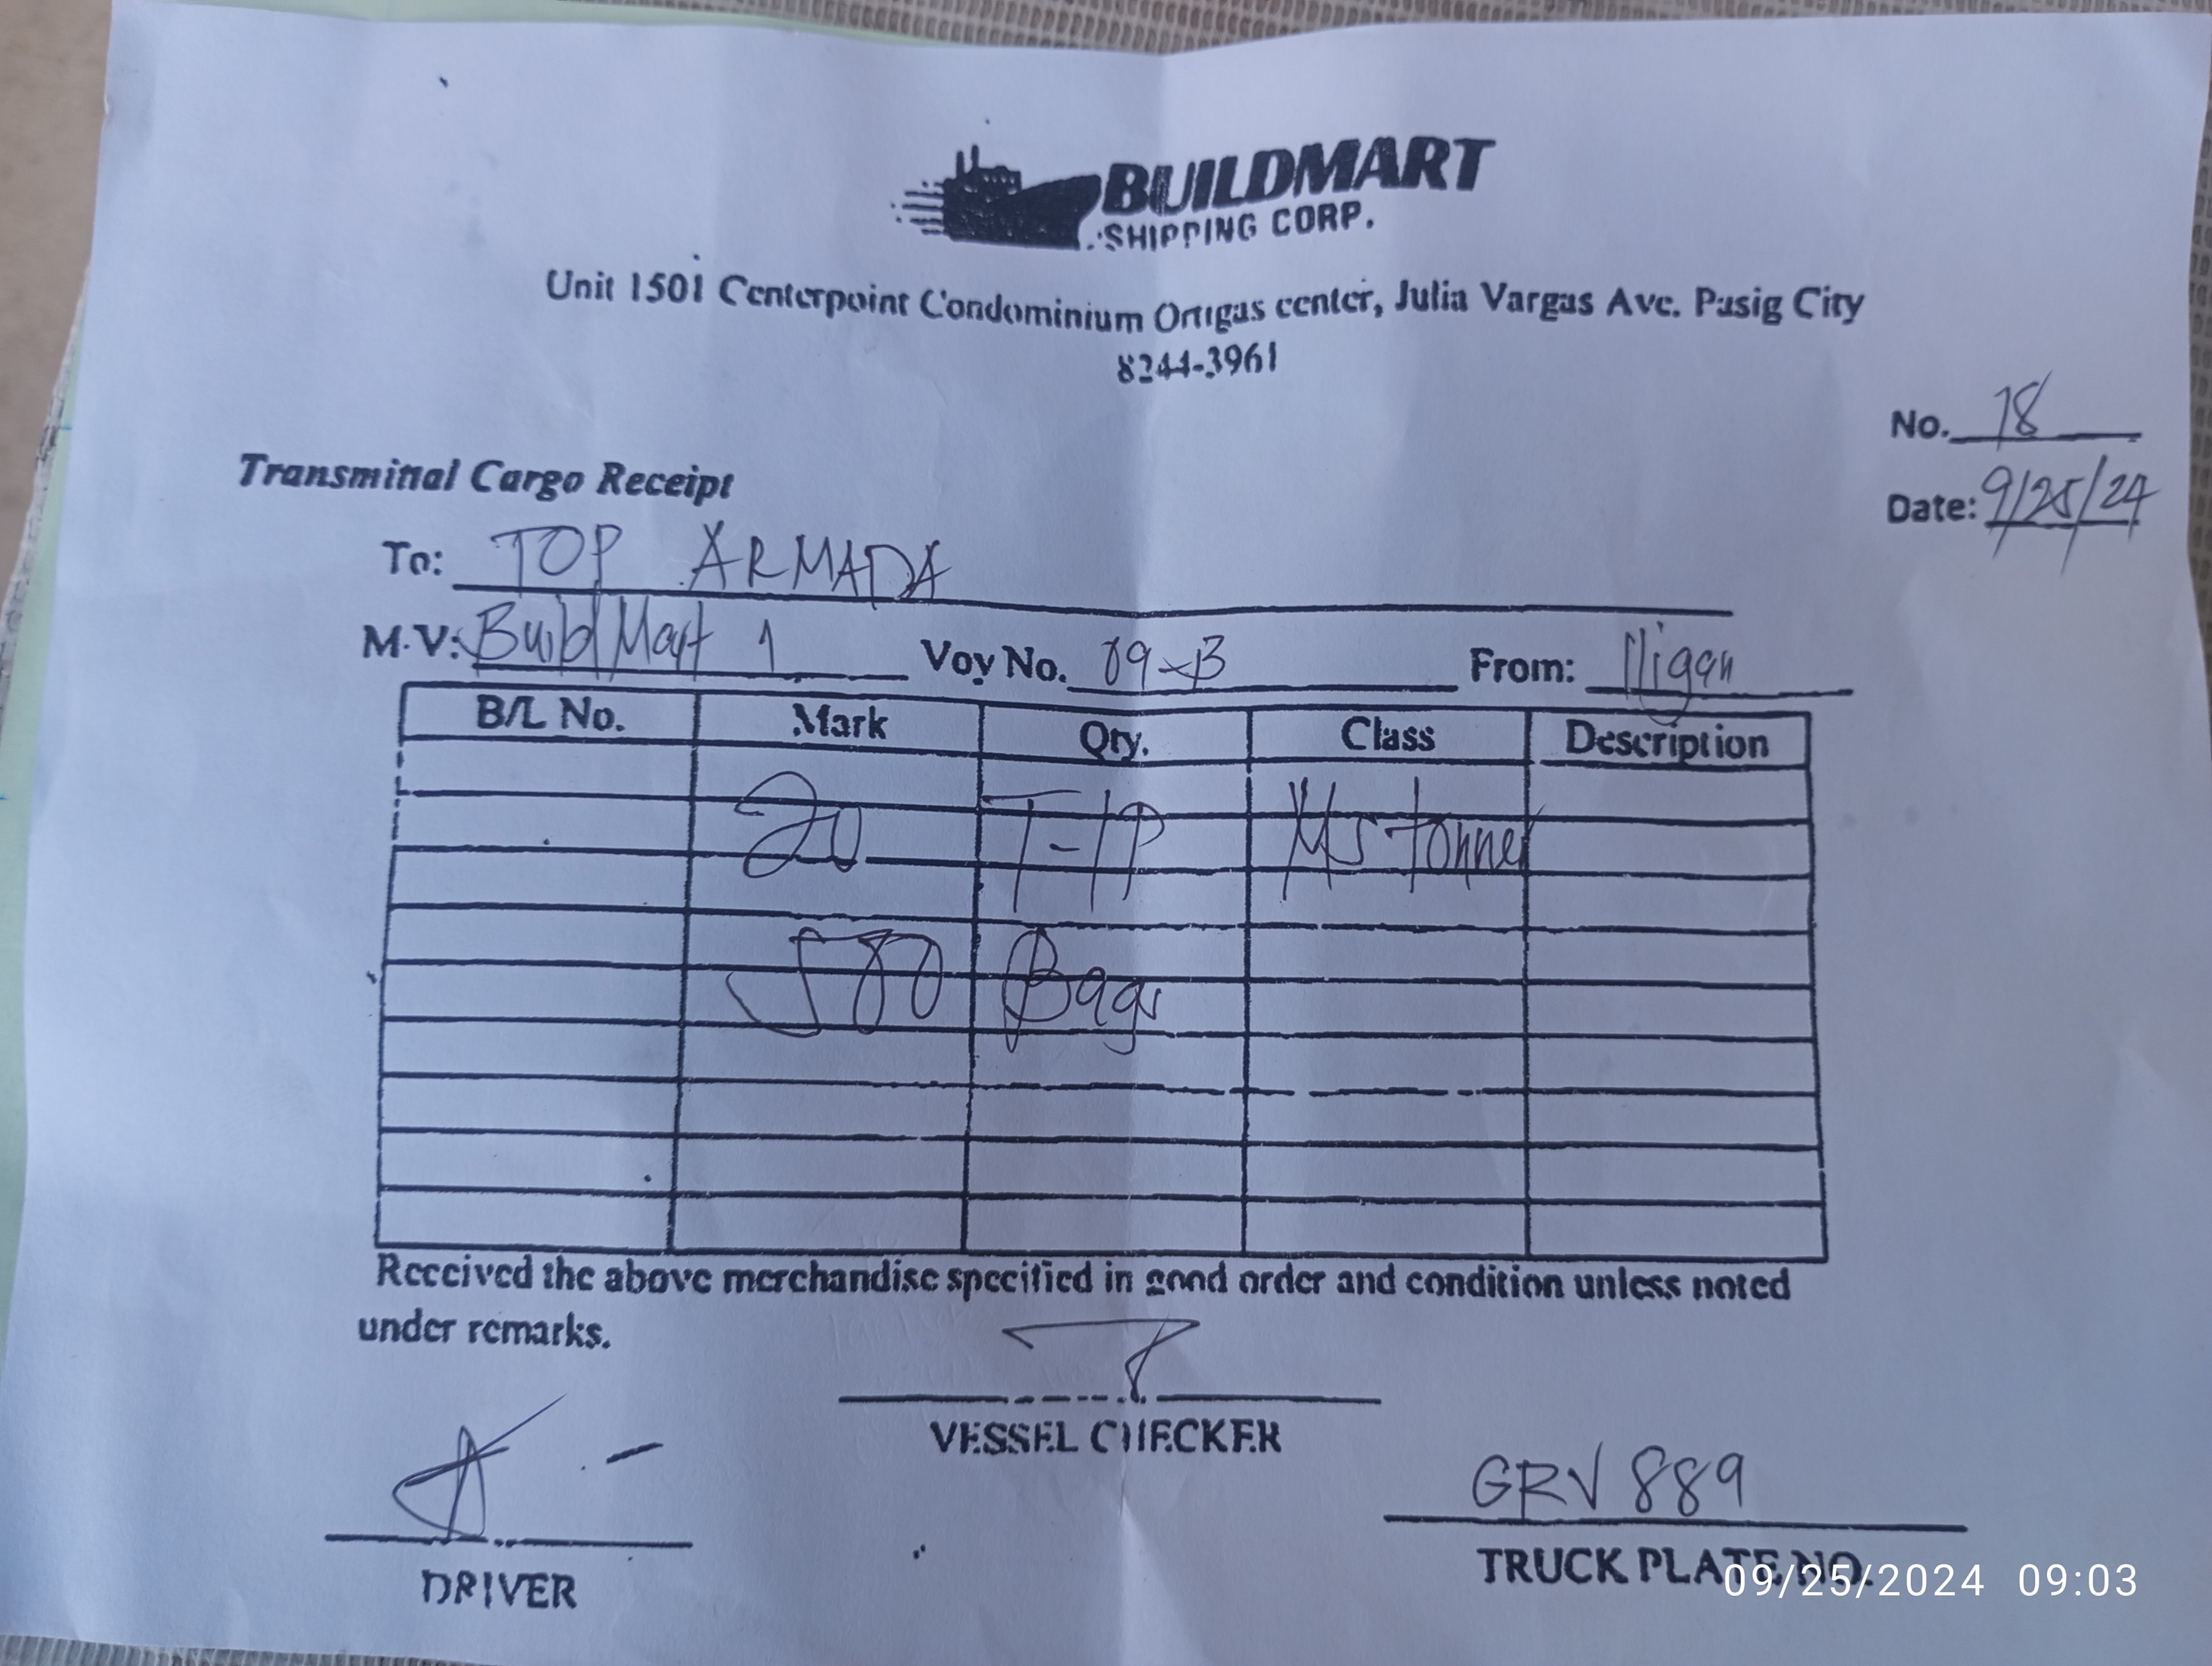 BUILDMART
SHIPPING CORP.
Unit 1501 Centerpoint Condominium Ortigas center, Julia Vargas Ave. Pasig City
8244-3961
No. 18
Date: 9/25/24
Transmittal Cargo Receipt
To: TOP ARMADA
M.V: BuildMart 1 Voy No. 09-B From: Iligan
B/L No. Mark Qty. Class Description
20 T-1P
580 Bags
Received the above merchandise specified in good order and condition unless noted
under remarks.
VESSEL CHECKER
GRV 889
DRIVER
TRUCK PLATE NO.
09/25/2024 09:03